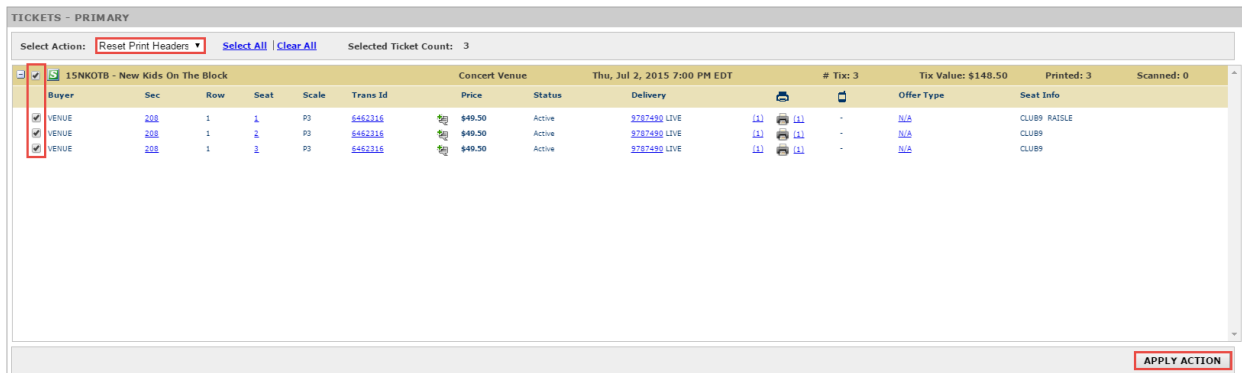 TICKETS - PRIMARY
Select Action: Reset Print Headers Select All | Clear All Selected Ticket Count: 3
15NKOTB - New Kids On The Block Concert Venue Thu, Jul 2, 2015 7:00 PM EDT # Tix: 3 Tix Value: $148.50 Printed: 3 Scanned: 0
Buyer Sec Row Seat Scale Trans Id Price Status Delivery Offer Type Seat Info
VENUE 208 1 1 P3 6462316 $49.50 Active 9787490 LIVE (1) (1) - N/A CLUB9 RAISLE
VENUE 208 1 2 P3 6462316 $49.50 Active 9787490 LIVE (1) (1) - N/A CLUB9
VENUE 208 1 3 P3 6462316 $49.50 Active 9787490 LIVE (1) (1) - N/A CLUB9
APPLY ACTION